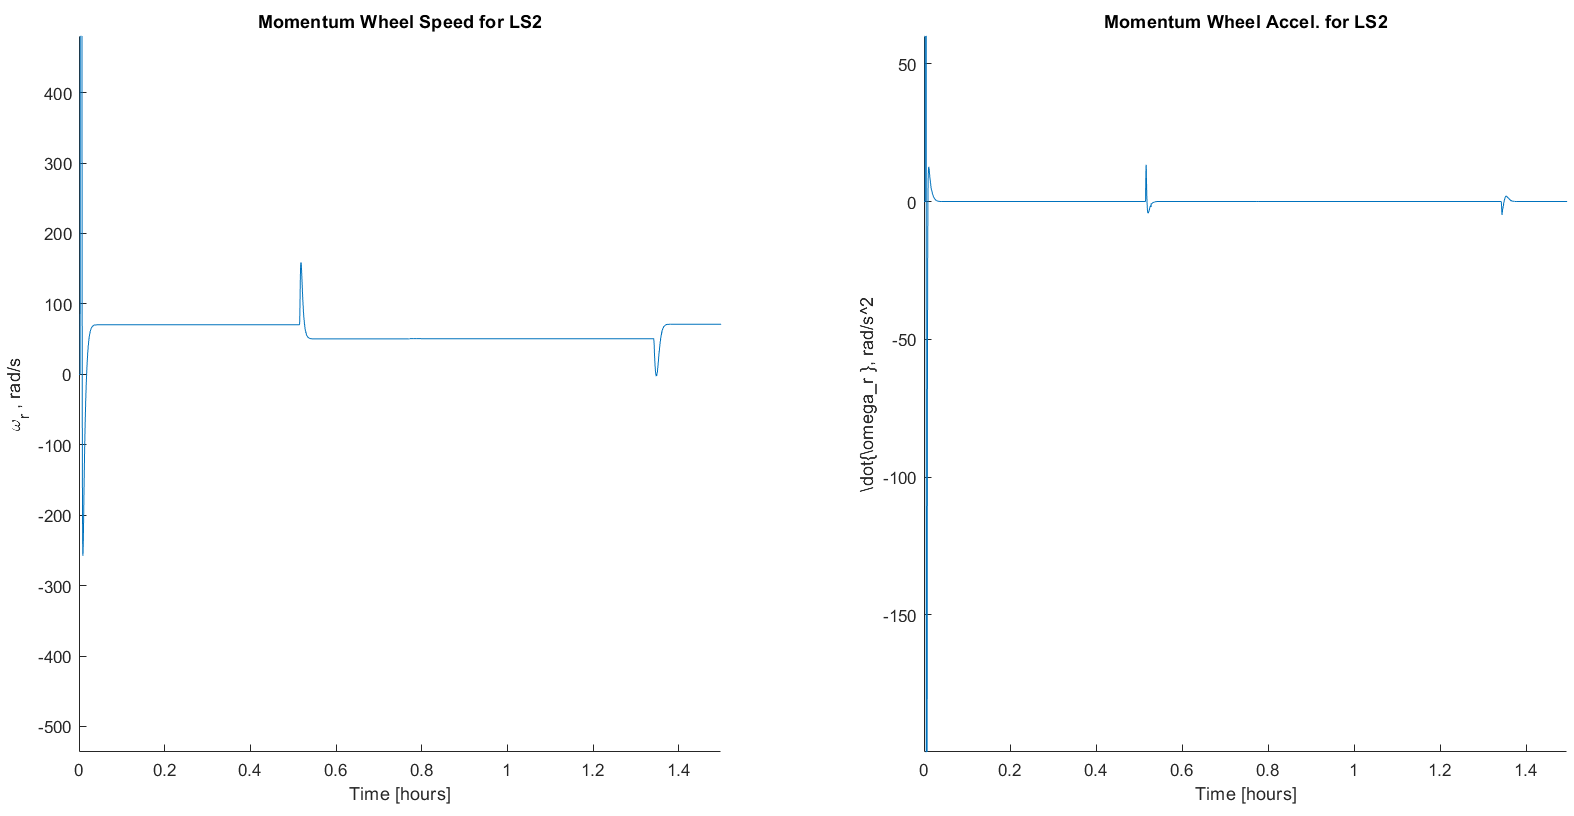 Momentum Wheel Speed for LS2
400
300
200
100
0
-100
-200
-300
-400
-500
ω_r , rad/s
0 0.2 0.4 0.6 0.8 1 1.2 1.4
Time [hours]
Momentum Wheel Accel. for LS2
50
0
-50
-100
-150
\dot{\omega_r }, rad/s^2
0 0.2 0.4 0.6 0.8 1 1.2 1.4
Time [hours]